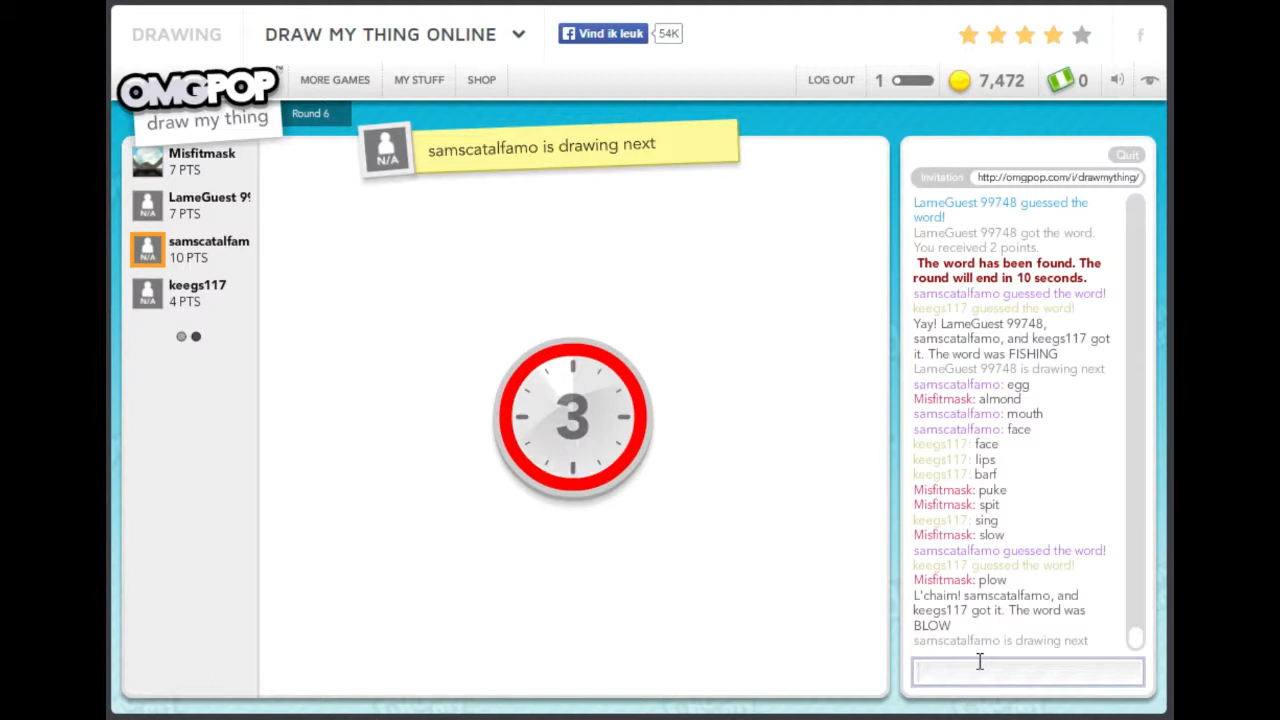 DRAWING
DRAW MY THING ONLINE
Vind ik leuk
54K
OMGPOP™
draw my thing
MORE GAMES
MY STUFF
SHOP
LOG OUT
1
7,472
0
Round 6
N/A
samscatalfamo is drawing next
Misfitmask
7 PTS
N/A
LameGuest 99
7 PTS
N/A
samscatalfam
10 PTS
N/A
keegs117
4 PTS
3
Quit
Invitation http://omgpop.com/i/drawmything/
LameGuest 99748 guessed the
word!
LameGuest 99748 got the word.
You received 2 points.
The word has been found. The
round will end in 10 seconds.
samscatalfamo guessed the word!
keegs117 guessed the word!
Yay! LameGuest 99748,
samscatalfamo, and keegs117 got
it. The word was FISHING
LameGuest 99748 is drawing next
samscatalfamo: egg
Misfitmask: almond
samscatalfamo: mouth
samscatalfamo: face
keegs117: face
keegs117: lips
keegs117: barf
Misfitmask: puke
Misfitmask: spit
keegs117: sing
Misfitmask: slow
samscatalfamo guessed the word!
keegs117 guessed the word!
Misfitmask: plow
L'chaim! samscatalfamo, and
keegs117 got it. The word was
BLOW
samscatalfamo is drawing next